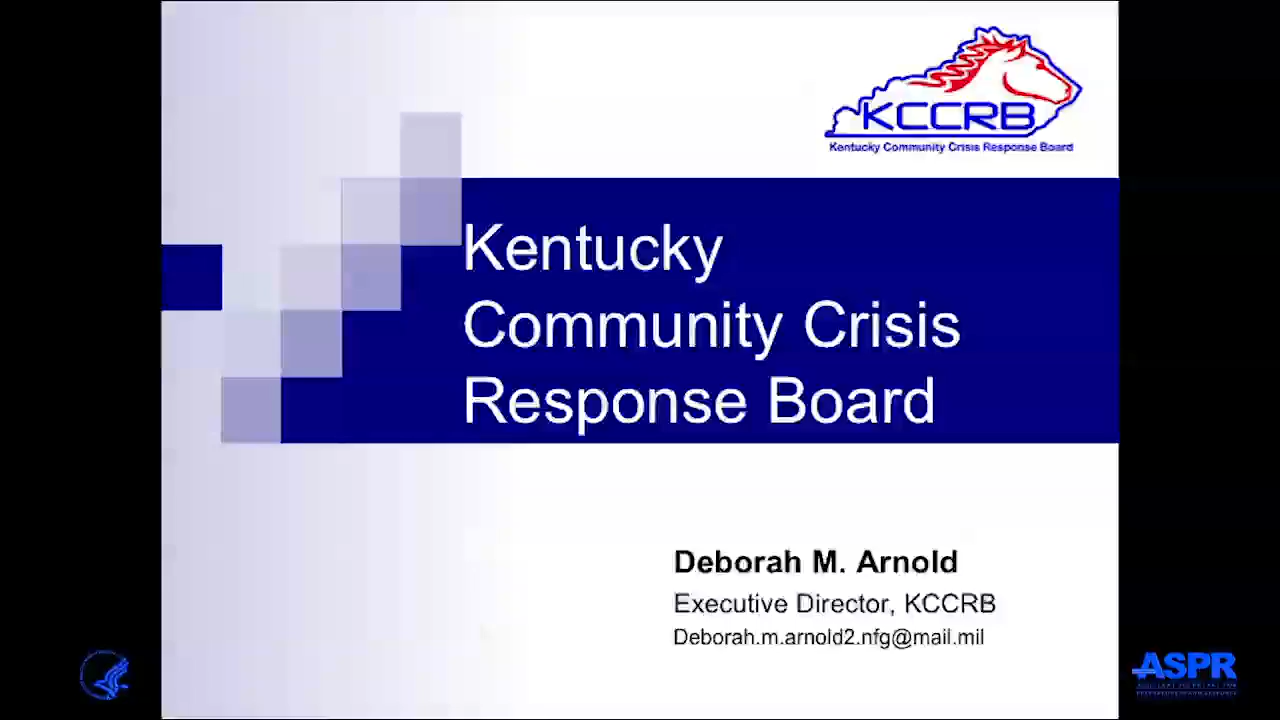 KCCRB
Kentucky Community Crisis Response Board
Kentucky
Community Crisis
Response Board
Deborah M. Arnold
Executive Director, KCCRB
Deborah.m.arnold2.nfg@mail.mil
ASPR